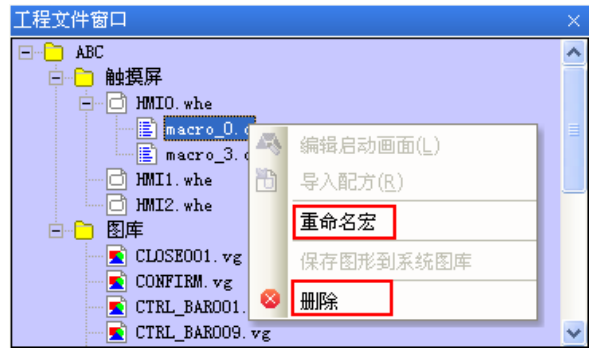 工程文件窗口
ABC
触摸屏
HMI0.whe
macro_0.c
macro_3.c
编辑启动画面(L)
导入配方(R)
HMI1.whe
重命名宏
HMI2.whe
图库
保存图形到系统图库
CLOSE001.vg
CONFIRM.vg
删除
CTRL_BAR001.
CTRL_BAR009.vg